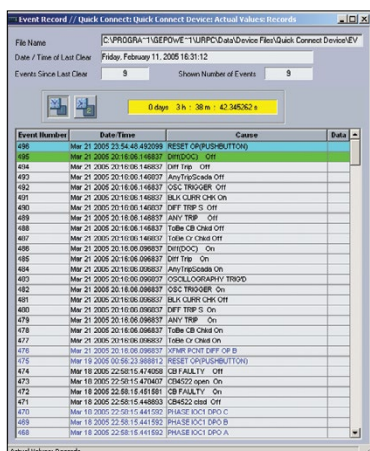 Event Record // Quick Connect: Quick Connect Device: Actual Values: Records
File Name C:\PROGRA~1\GEPOWE~1\URPC\Data\Device Files\Quick Connect Device\EV
Date / Time of Last Clear Friday, February 11, 2005 16:31:12
Events Since Last Clear 9 Shown Number of Events 9
0 days 3 h : 38 m : 42.345262 s
Event Number Date/Time Cause Data
496 Mar 21 2005 23:54:48.492099 RESET OP(PUSHBUTTON)
495 Mar 21 2005 20:16:06.146837 Diff(DOC) Off
494 Mar 21 2005 20:16:06.146837 Diff Trip Off
493 Mar 21 2005 20:16:06.146837 AnyTripScada Off
492 Mar 21 2005 20:16:06.146837 OSC TRIGGER Off
491 Mar 21 2005 20:16:06.146837 BLK CURR CHK On
490 Mar 21 2005 20:16:06.146837 DIFF TRIP S Off
489 Mar 21 2005 20:16:06.146837 ANY TRIP Off
488 Mar 21 2005 20:16:06.146837 ToBe CB Chkd Off
487 Mar 21 2005 20:16:06.146837 ToBe Cr Chkd Off
486 Mar 21 2005 20:16:06.096837 Diff(DOC) On
485 Mar 21 2005 20:16:06.096837 Diff Trip On
484 Mar 21 2005 20:16:06.096837 AnyTripScada On
483 Mar 21 2005 20:16:06.096837 OSCILLOGRAPHY TRIG'D
482 Mar 21 2005 20:16:06.096837 OSC TRIGGER On
481 Mar 21 2005 20:16:06.096837 BLK CURR CHK Off
480 Mar 21 2005 20:16:06.096837 DIFF TRIP S On
479 Mar 21 2005 20:16:06.096837 ANY TRIP On
478 Mar 21 2005 20:16:06.096837 ToBe CB Chkd On
477 Mar 21 2005 20:16:06.096837 ToBe Cr Chkd On
476 Mar 21 2005 20:16:06.096837 XFMR PCNT DIFF OP B
475 Mar 19 2005 00:56:23.988812 RESET OP(PUSHBUTTON)
474 Mar 18 2005 22:58:15.474058 CB FAULTY Off
473 Mar 18 2005 22:58:15.470407 CB4522 open On
472 Mar 18 2005 22:58:15.451581 CB FAULTY On
471 Mar 18 2005 22:58:15.448893 CB4522 clsd Off
470 Mar 18 2005 22:58:15.441592 PHASE IOC1 DPO C
469 Mar 18 2005 22:58:15.441592 PHASE IOC1 DPO B
468 Mar 18 2005 22:58:15.441592 PHASE IOC1 DPO A
Actual Values: Records